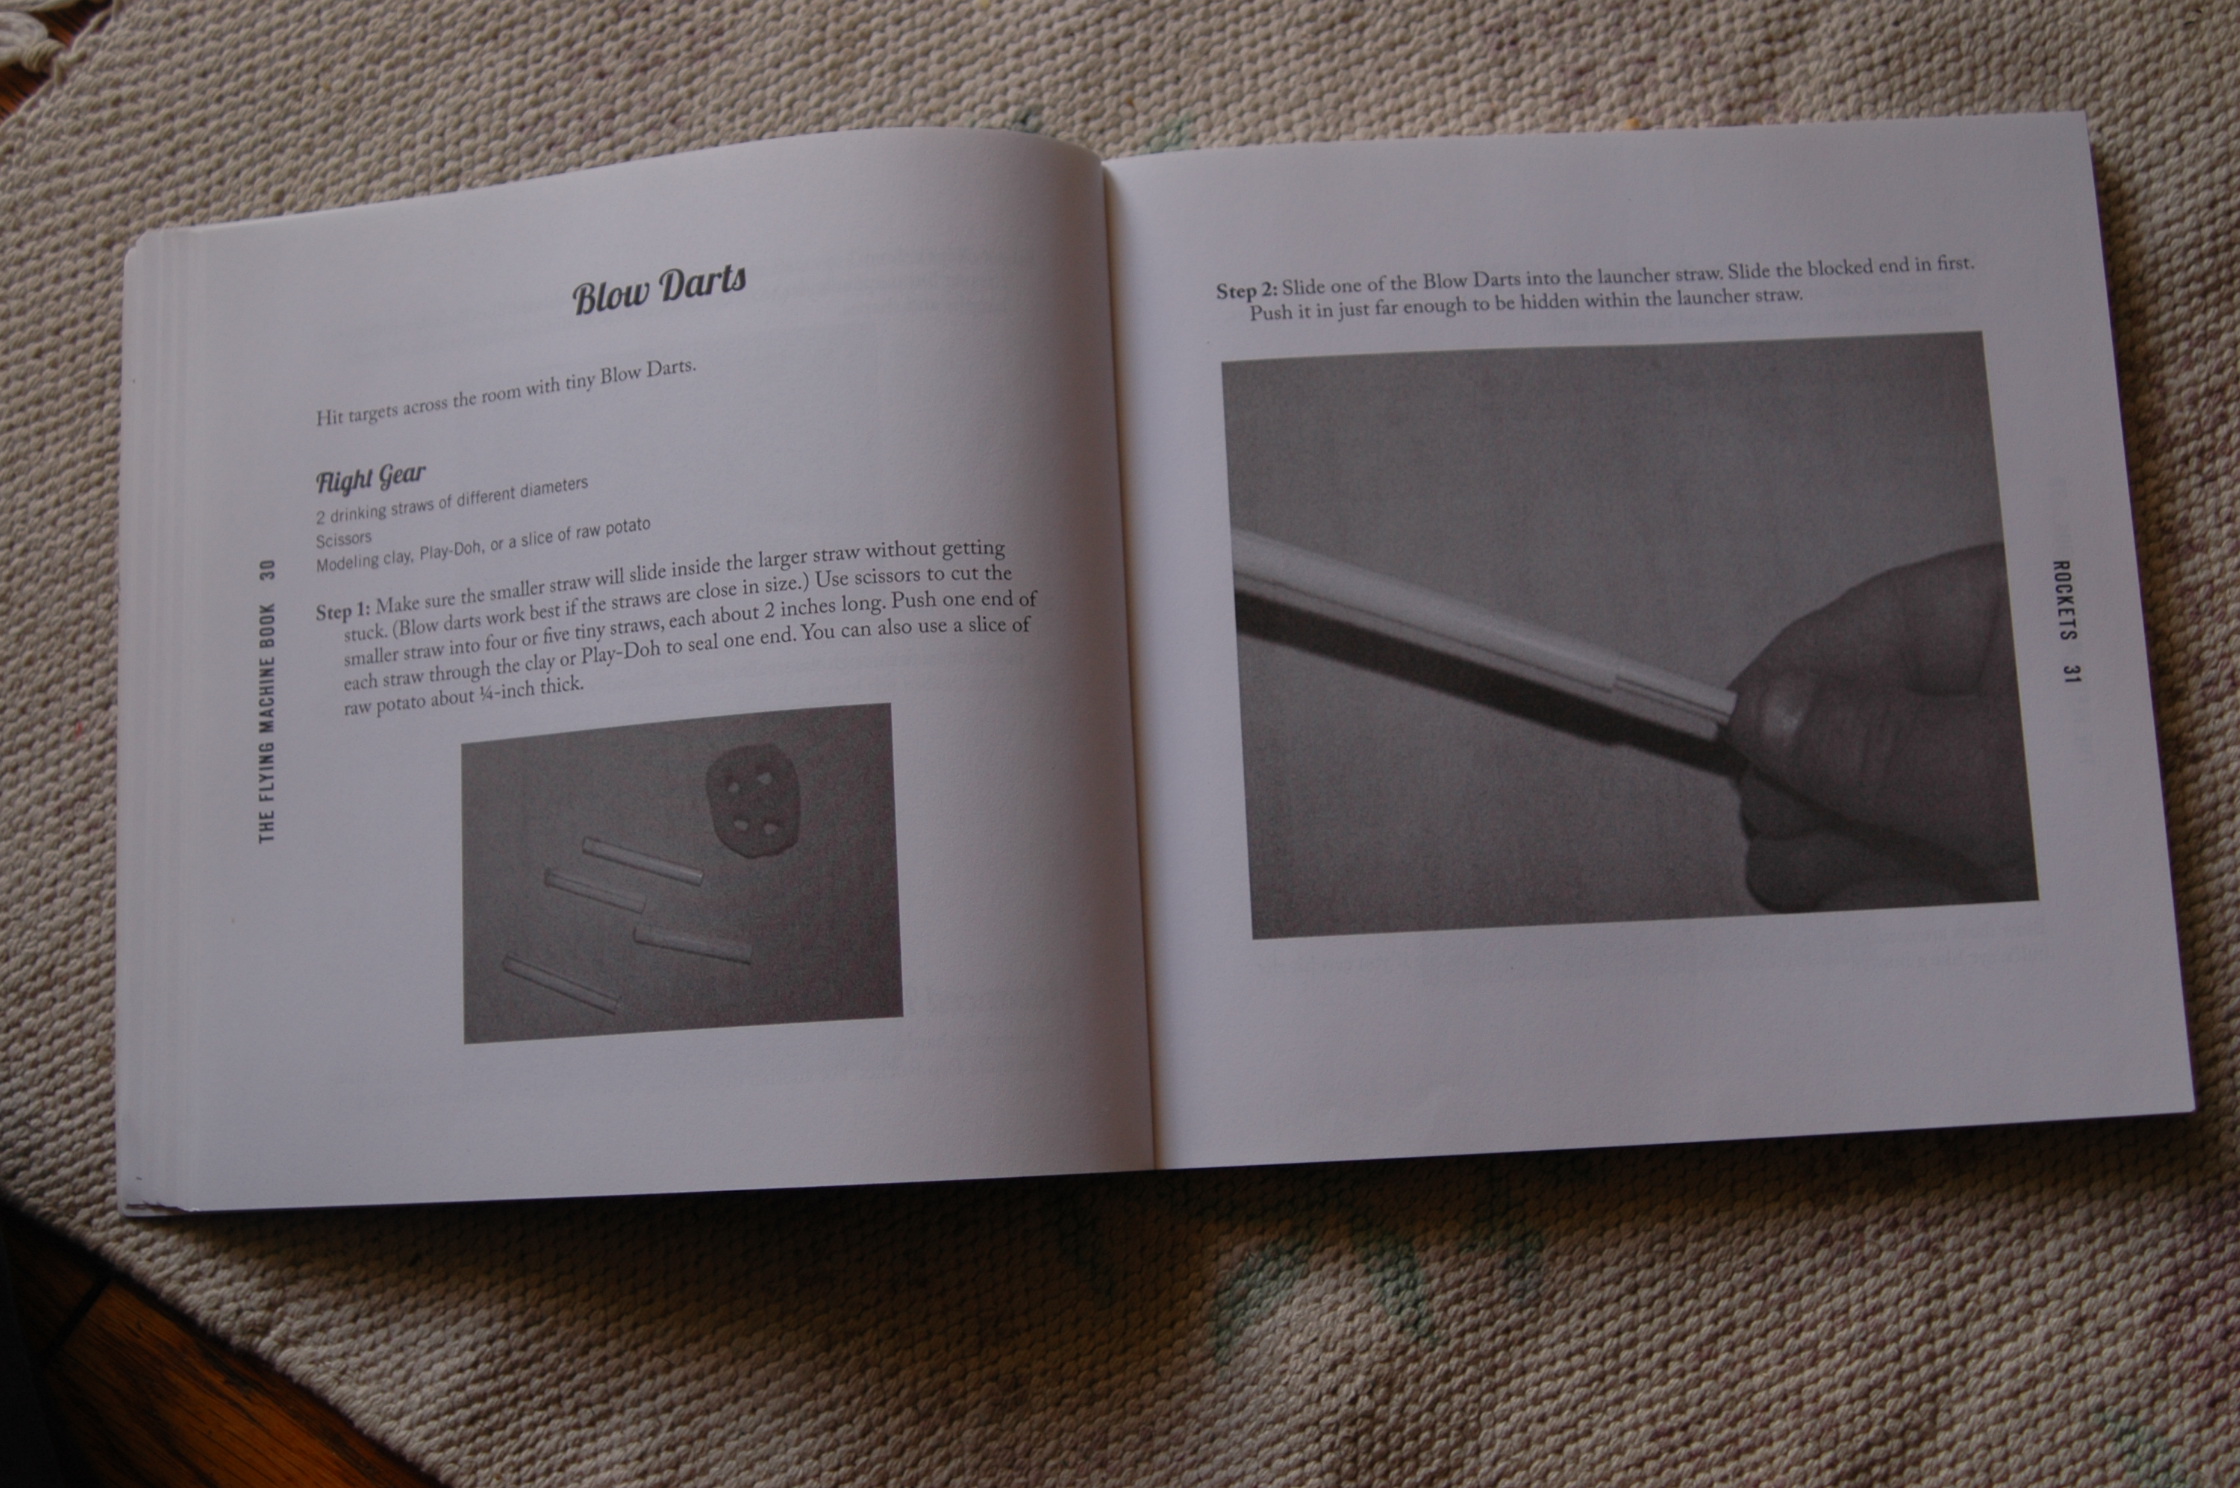 Blow Darts
Hit targets across the room with tiny Blow Darts.
Flight Gear
2 drinking straws of different diameters
Scissors
Modeling clay, Play-Doh, or a slice of raw potato
Step 1: Make sure the smaller straw will slide inside the larger straw without getting
stuck. (Blow darts work best if the straws are close in size.) Use scissors to cut the
smaller straw into four or five tiny straws, each about 2 inches long. Push one end of
each straw through the clay or Play-Doh to seal one end. You can also use a slice of
raw potato about ¼-inch thick.
30 THE FLYING MACHINE BOOK
Step 2: Slide one of the Blow Darts into the launcher straw. Slide the blocked end in first.
Push it in just far enough to be hidden within the launcher straw.
ROCKETS 31